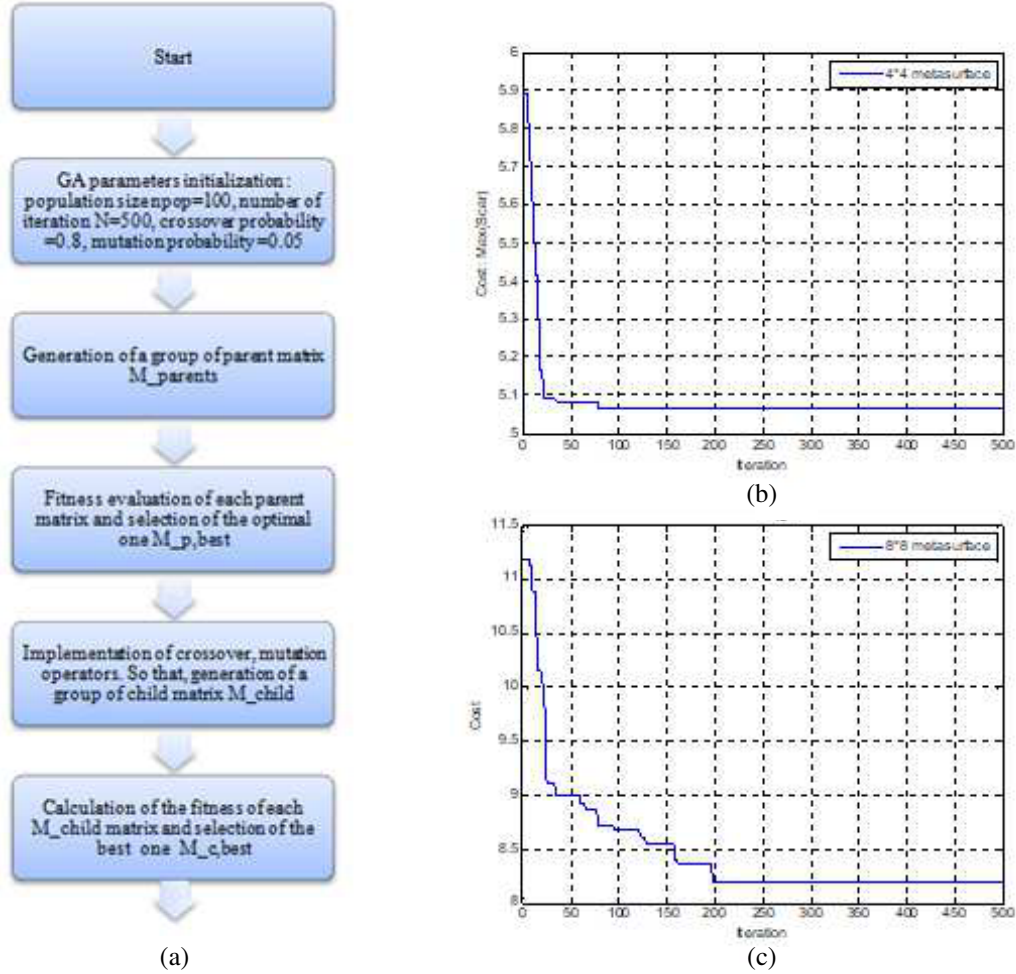 Start
GA parameters initialization :
population sizenpop=100, number of
iteration N=500, crossover probability
=0.8, mutation probability=0.05
Generation of a group of parent matrix
M_parents
Fitness evaluation of each parent
matrix and selection of the optimal
one M_p,best
Implementation of crossover, mutation
operators. So that, generation of a
group of child matrix M_child
Calculation of the fitness of each
M_child matrix and selection of the
best one M_c,best
(a)
4*4 metasurface
6
5.9
5.8
5.7
5.6
5.5
5.4
5.3
5.2
5.1
5
Cost: Max(Scar)
0 50 100 150 200 250 300 350 400 450 500
Iteration
(b)
8*8 metasurface
11.5
11
10.5
10
9.5
9
8.5
8
Cost
0 50 100 150 200 250 300 350 400 450 500
Iteration
(c)